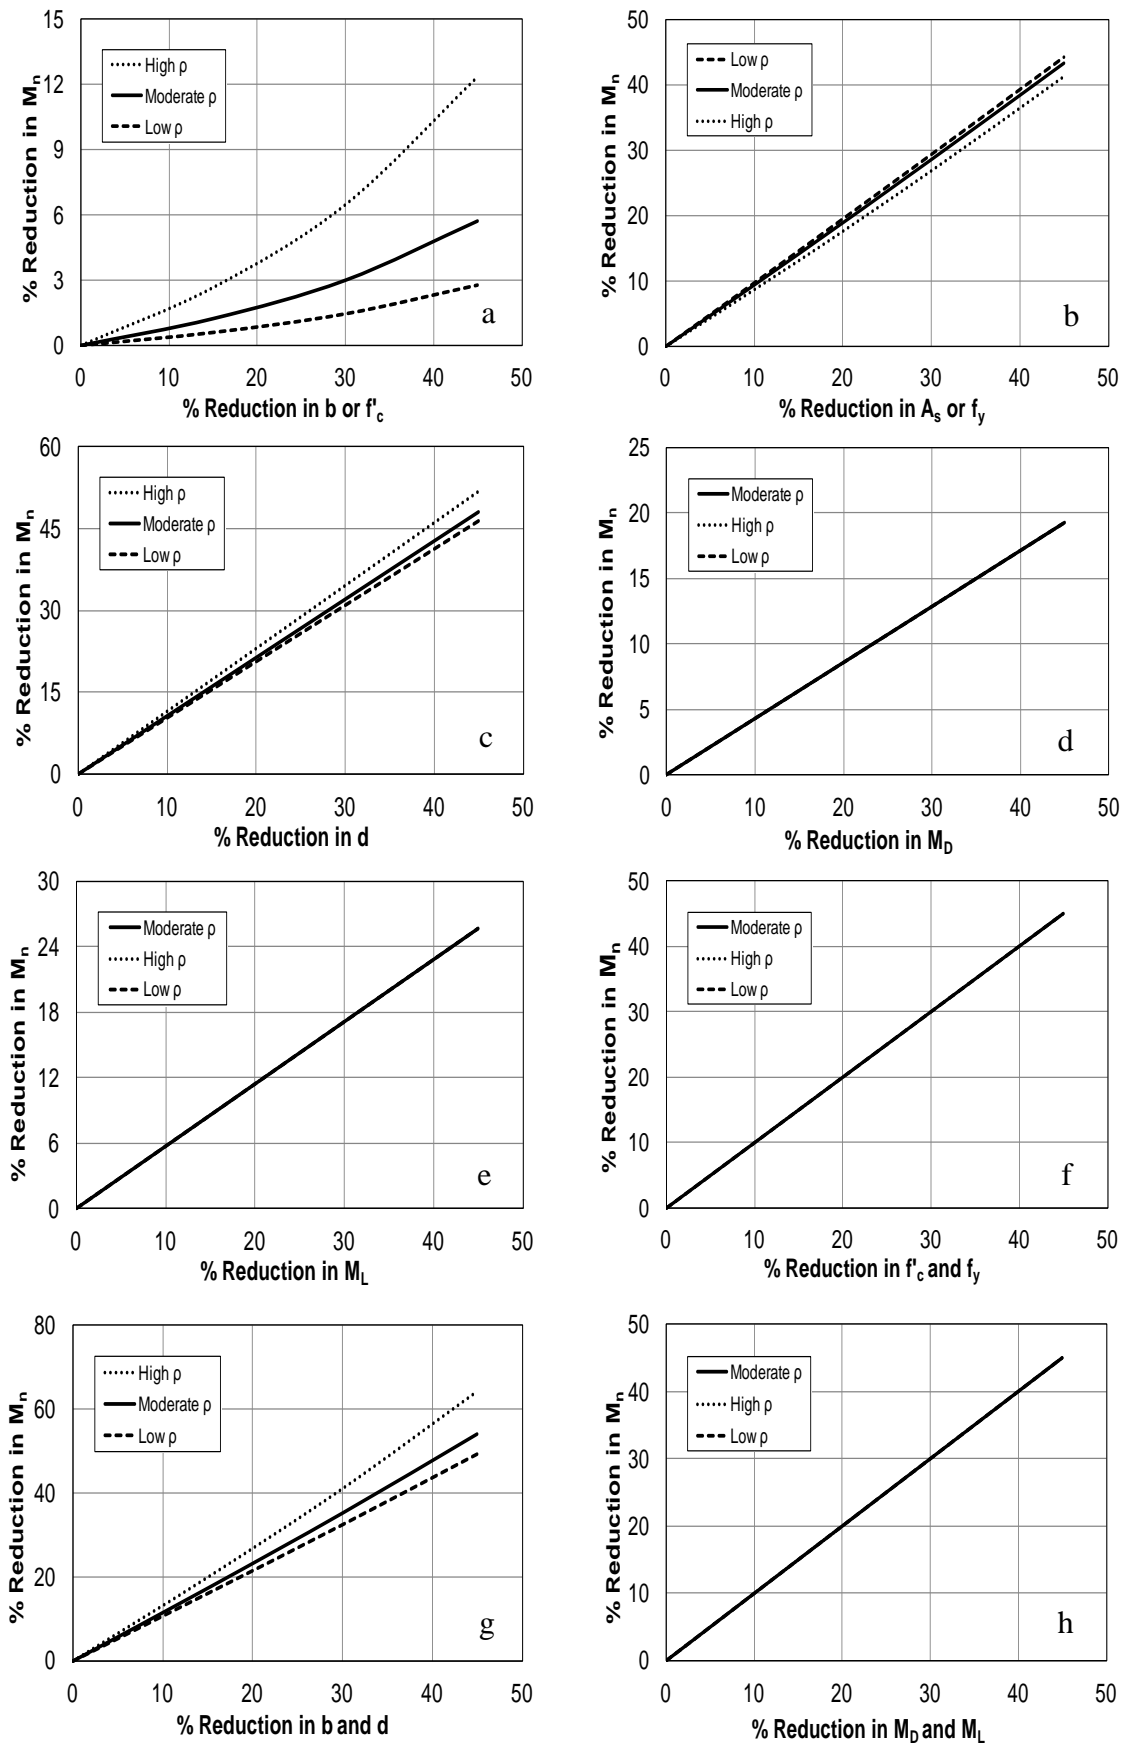 % Reduction in Mn
15
12
9
6
3
0
High ρ
Moderate ρ
Low ρ
a
0 10 20 30 40 50
% Reduction in b or f'c
% Reduction in Mn
50
40
30
20
10
0
Low ρ
Moderate ρ
High ρ
b
0 10 20 30 40 50
% Reduction in As or fy
% Reduction in Mn
60
45
30
15
0
High ρ
Moderate ρ
Low ρ
c
0 10 20 30 40 50
% Reduction in d
% Reduction in Mn
25
20
15
10
5
0
Moderate ρ
High ρ
Low ρ
d
0 10 20 30 40 50
% Reduction in MD
% Reduction in Mn
30
24
18
12
6
0
Moderate ρ
High ρ
Low ρ
e
0 10 20 30 40 50
% Reduction in ML
% Reduction in Mn
50
40
30
20
10
0
Moderate ρ
High ρ
Low ρ
f
0 10 20 30 40 50
% Reduction in f'c and fy
% Reduction in Mn
80
60
40
20
0
High ρ
Moderate ρ
Low ρ
g
0 10 20 30 40 50
% Reduction in b and d
% Reduction in Mn
50
40
30
20
10
0
Moderate ρ
High ρ
Low ρ
h
0 10 20 30 40 50
% Reduction in MD and ML